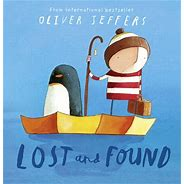 From international bestseller
OLIVER JEFFERS
LOST and FOUND